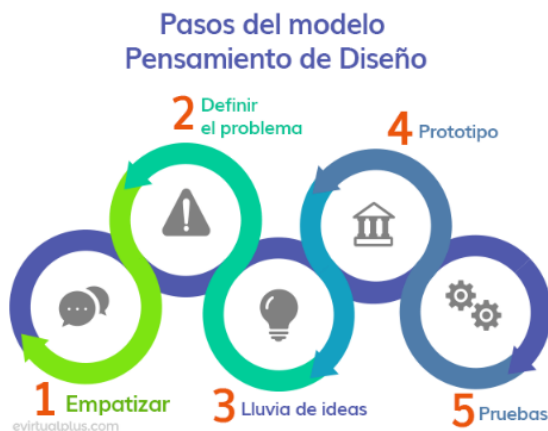 Pasos del modelo
Pensamiento de Diseño
2 Definir
el problema
4 Prototipo
1 Empatizar
3 Lluvia de ideas
5 Pruebas
evirtualplus.com